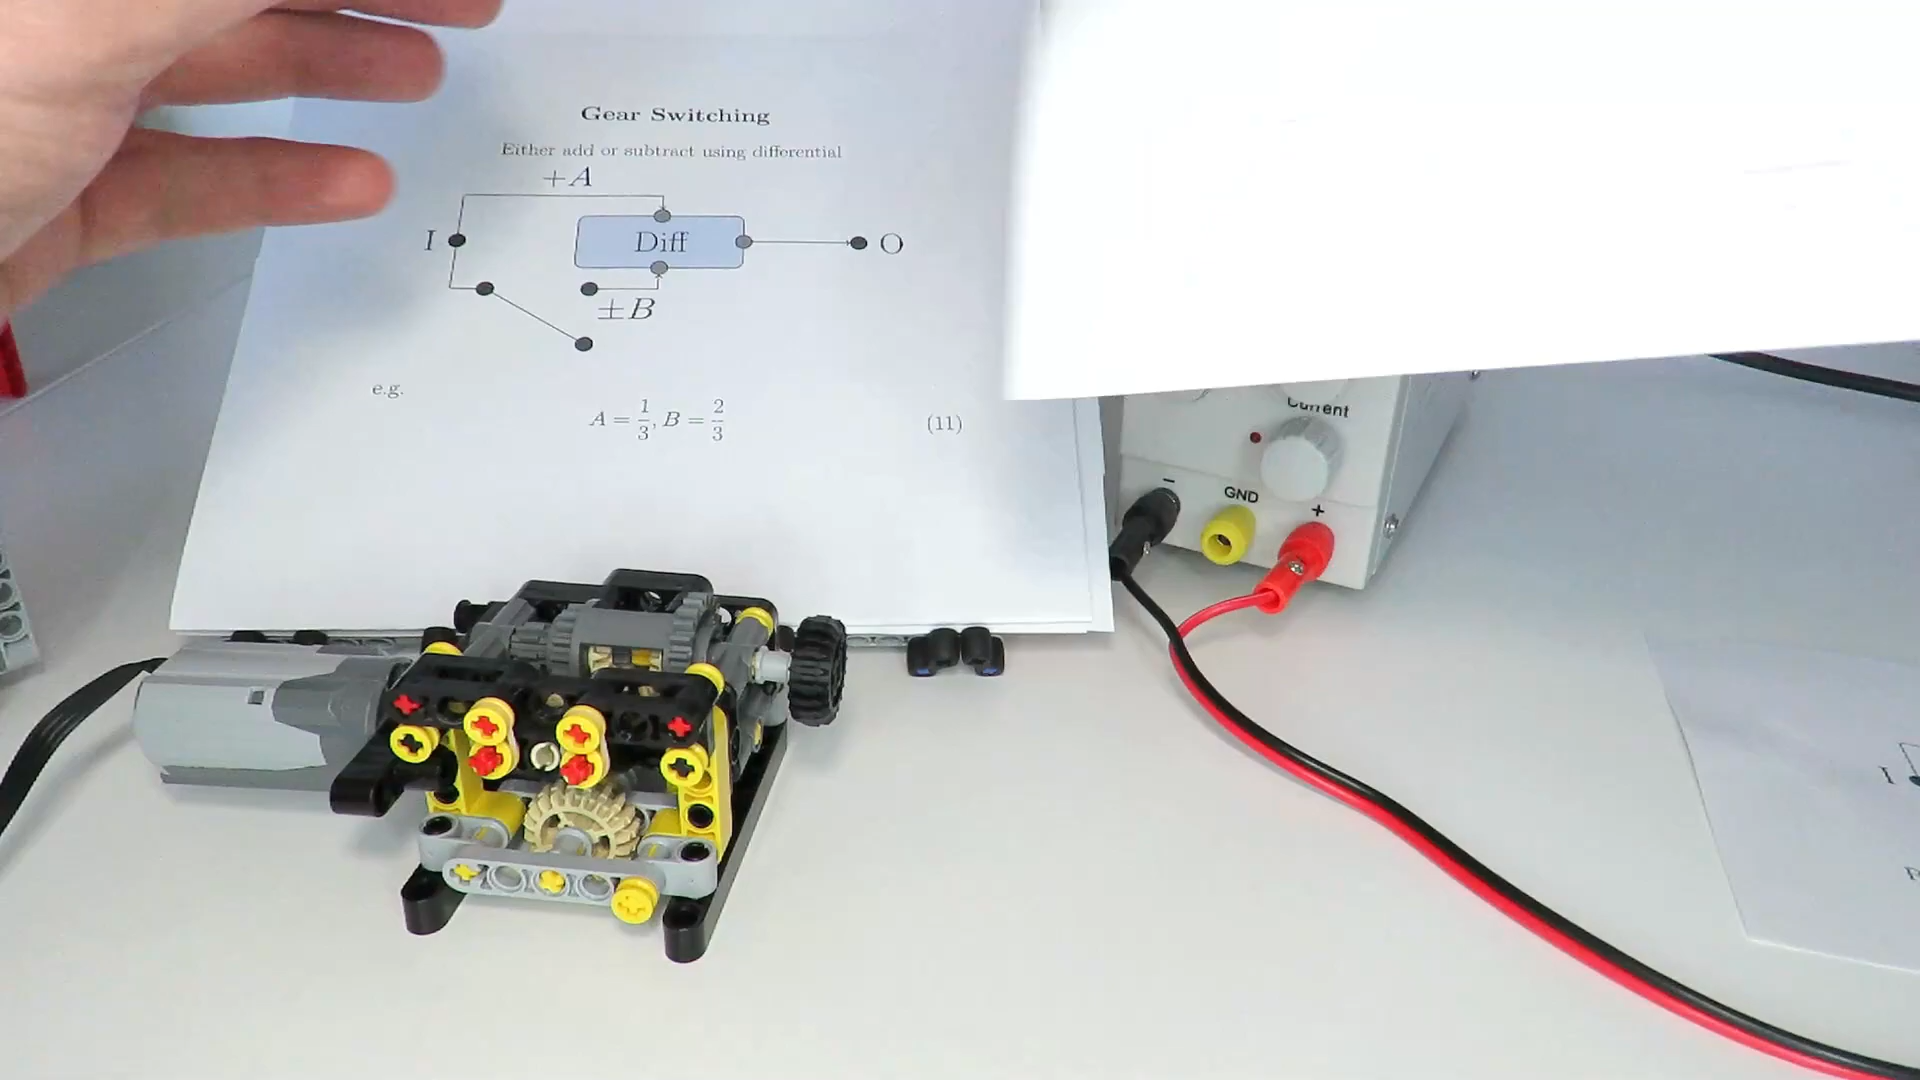 Gear Switching
Either add or subtract using differential
+A
I
Diff
O
±B
e.g.
A = 1/3, B = 2/3 (11)
Current
−
GND
+
I